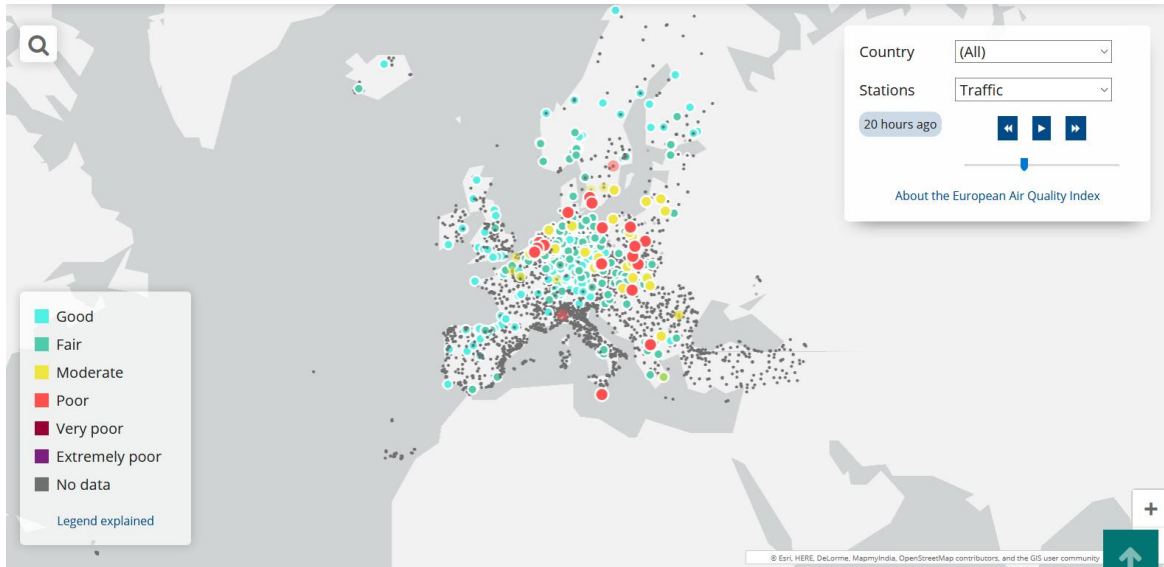 Country (All)
Stations Traffic
20 hours ago
About the European Air Quality Index
Good
Fair
Moderate
Poor
Very poor
Extremely poor
No data
Legend explained
+
© Esri, HERE, DeLorme, MapmyIndia, OpenStreetMap contributors, and the GIS user community